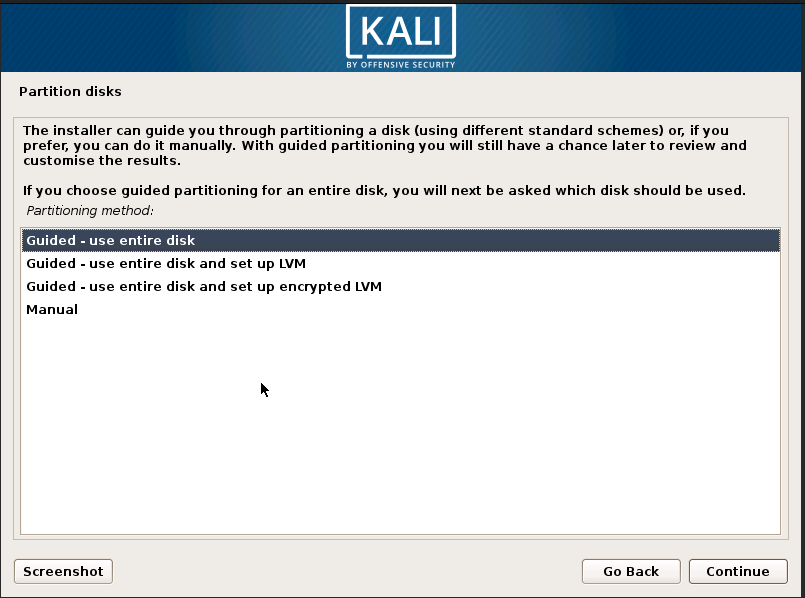 KALI
BY OFFENSIVE SECURITY
Partition disks
The installer can guide you through partitioning a disk (using different standard schemes) or, if you
prefer, you can do it manually. With guided partitioning you will still have a chance later to review and
customise the results.
If you choose guided partitioning for an entire disk, you will next be asked which disk should be used.
Partitioning method:
Guided - use entire disk
Guided - use entire disk and set up LVM
Guided - use entire disk and set up encrypted LVM
Manual
Screenshot
Go Back
Continue